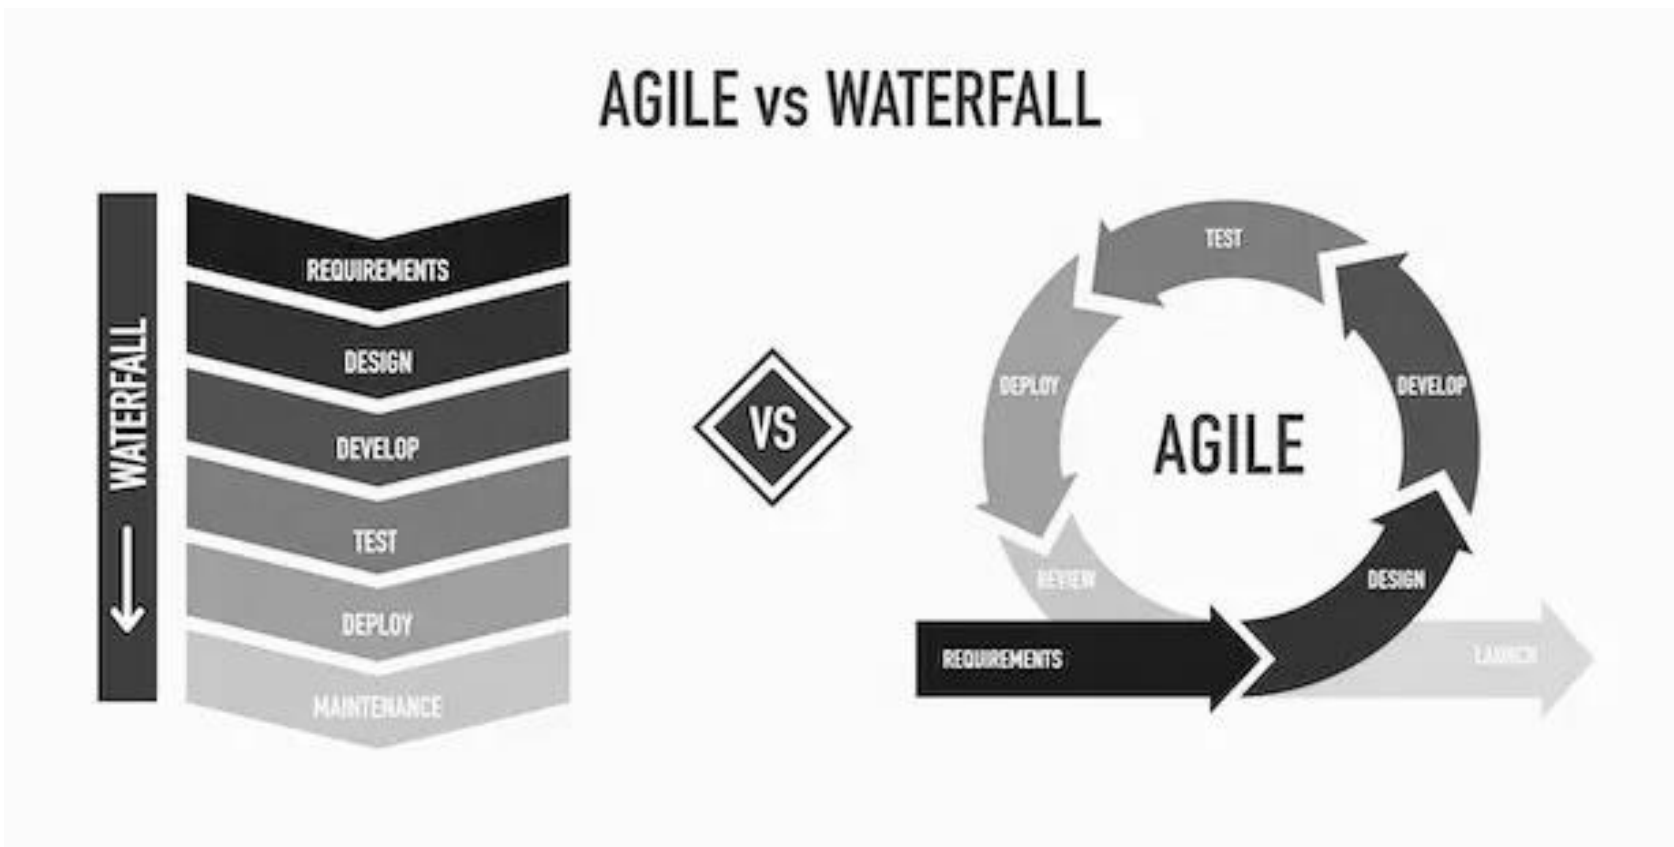 AGILE vs WATERFALL
WATERFALL
REQUIREMENTS
DESIGN
DEVELOP
TEST
DEPLOY
MAINTENANCE
VS
AGILE
TEST
DEPLOY
DEVELOP
REVIEW
DESIGN
REQUIREMENTS
LAUNCH